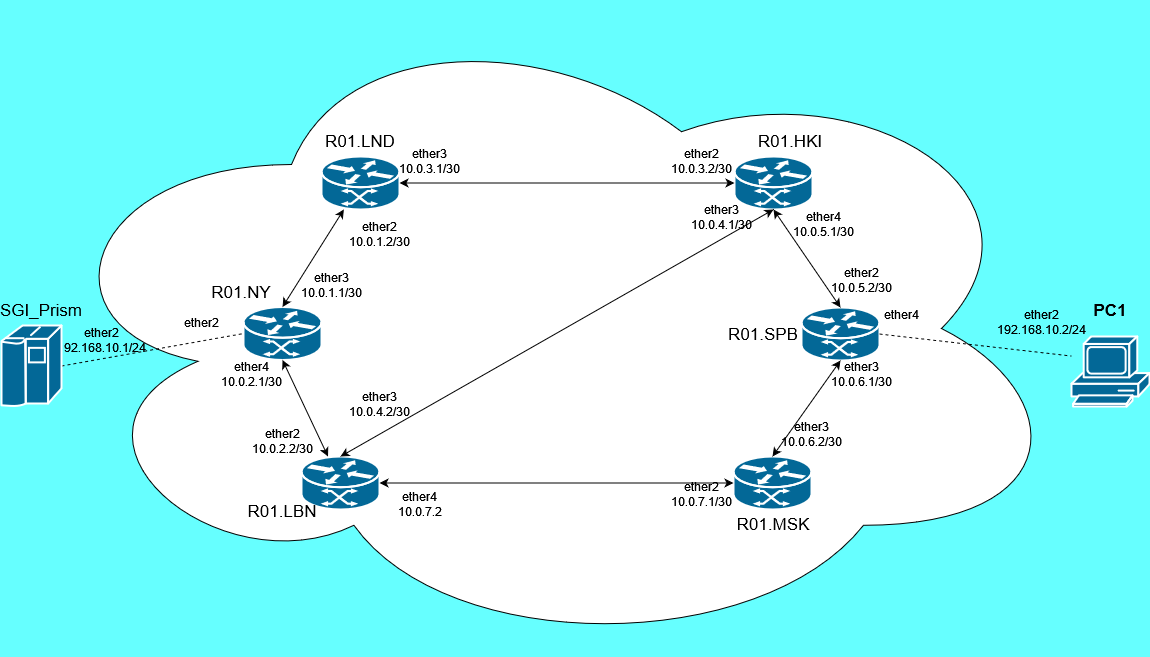 R01.LND
ether3
10.0.3.1/30
ether2
10.0.1.2/30
R01.HKI
ether2
10.0.3.2/30
ether3
10.0.4.1/30
ether4
10.0.5.1/30
R01.NY
ether3
10.0.1.1/30
ether2
ether4
10.0.2.1/30
SGI_Prism
ether2
92.168.10.1/24
R01.SPB
ether2
10.0.5.2/30
ether4
ether3
10.0.6.1/30
PC1
ether2
192.168.10.2/24
R01.LBN
ether3
10.0.4.2/30
ether2
10.0.2.2/30
ether4
10.0.7.2
R01.MSK
ether3
10.0.6.2/30
ether2
10.0.7.1/30